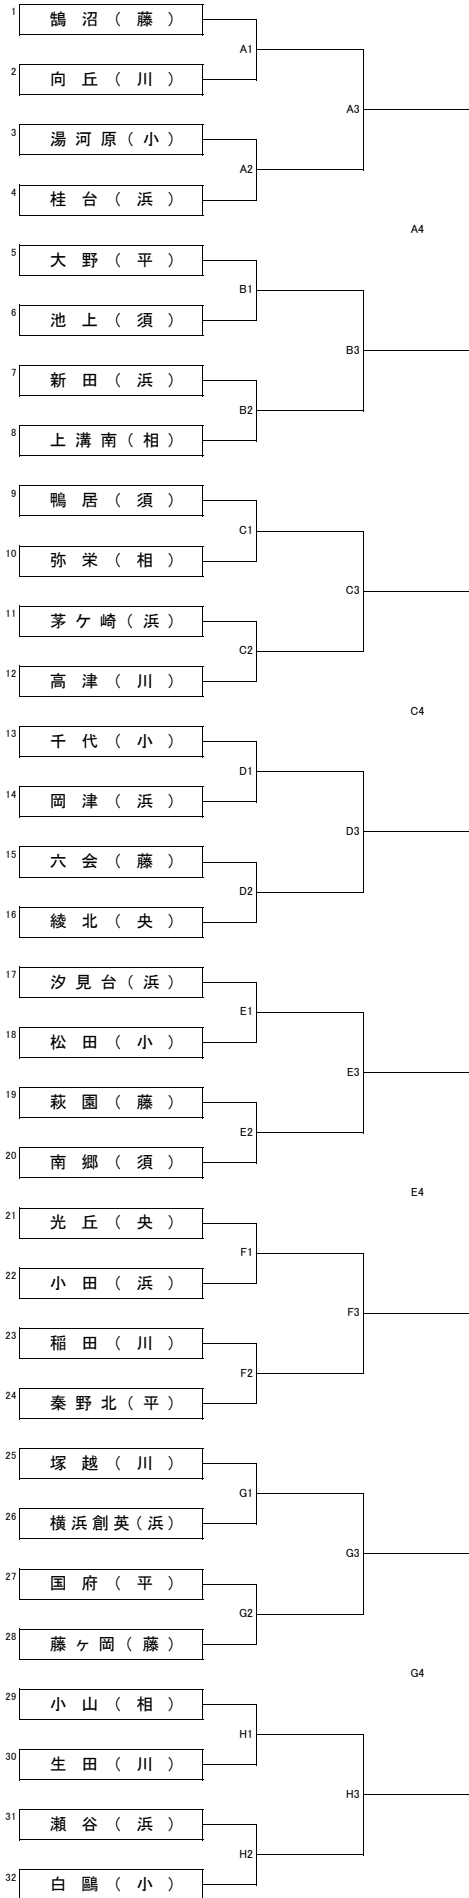 1 鵠沼（藤）
A1
2 向丘（川）
A3
3 湯河原（小）
A2
4 桂台（浜）
A4
5 大野（平）
B1
6 池上（須）
B3
7 新田（浜）
B2
8 上溝南（相）
9 鴨居（須）
C1
10 弥栄（相）
C3
11 茅ケ崎（浜）
C2
12 高津（川）
C4
13 千代（小）
D1
14 岡津（浜）
D3
15 六会（藤）
D2
16 綾北（央）
17 汐見台（浜）
E1
18 松田（小）
E3
19 萩園（藤）
E2
20 南郷（須）
E4
21 光丘（央）
F1
22 小田（浜）
F3
23 稲田（川）
F2
24 秦野北（平）
25 塚越（川）
G1
26 横浜創英（浜）
G3
27 国府（平）
G2
28 藤ヶ岡（藤）
G4
29 小山（相）
H1
30 生田（川）
H3
31 瀬谷（浜）
H2
32 白鷗（小）